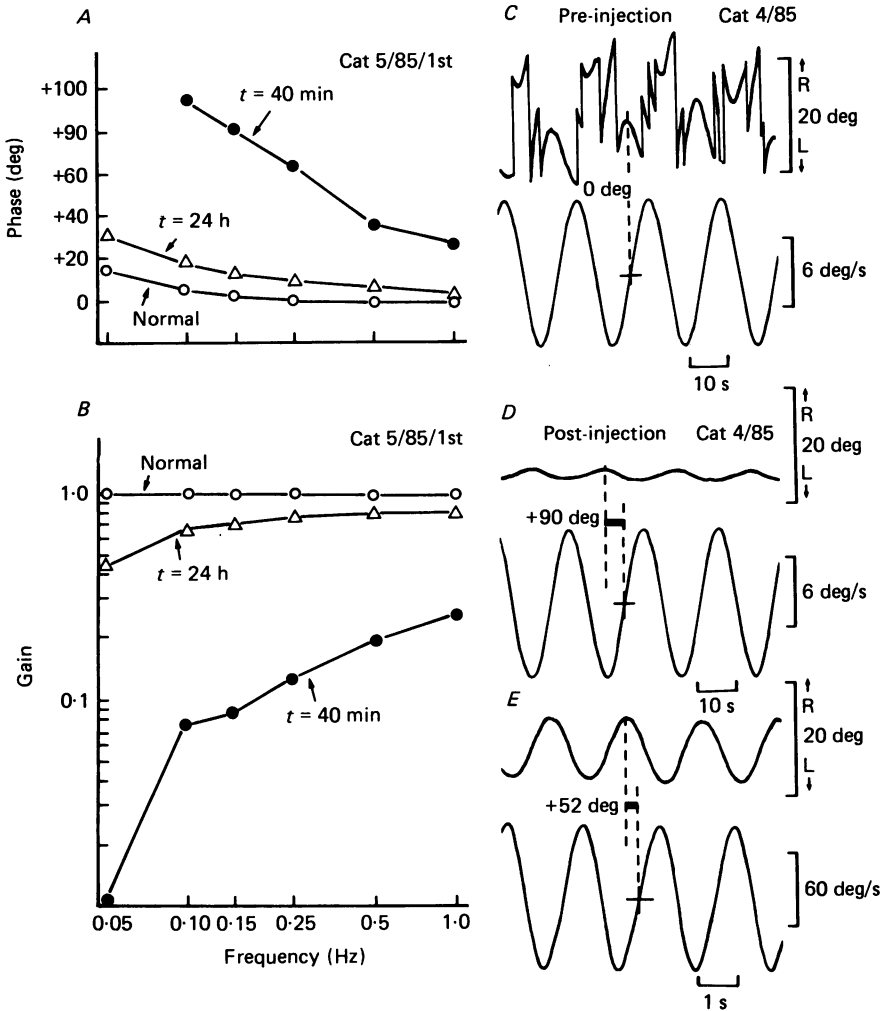 A
Cat 5/85/1st
t = 40 min
t = 24 h
Normal
Phase (deg)
+100
+90
+60
+40
+20
0
B
Cat 5/85/1st
Normal
t = 24 h
t = 40 min
Gain
1·0
0·1
0·05 0·10 0·15 0·25 0·5 1·0
Frequency (Hz)
C Pre-injection Cat 4/85
R
20 deg
L
0 deg
6 deg/s
10 s
D Post-injection Cat 4/85
R
20 deg
L
+90 deg
6 deg/s
10 s
E
R
20 deg
L
+52 deg
60 deg/s
1 s